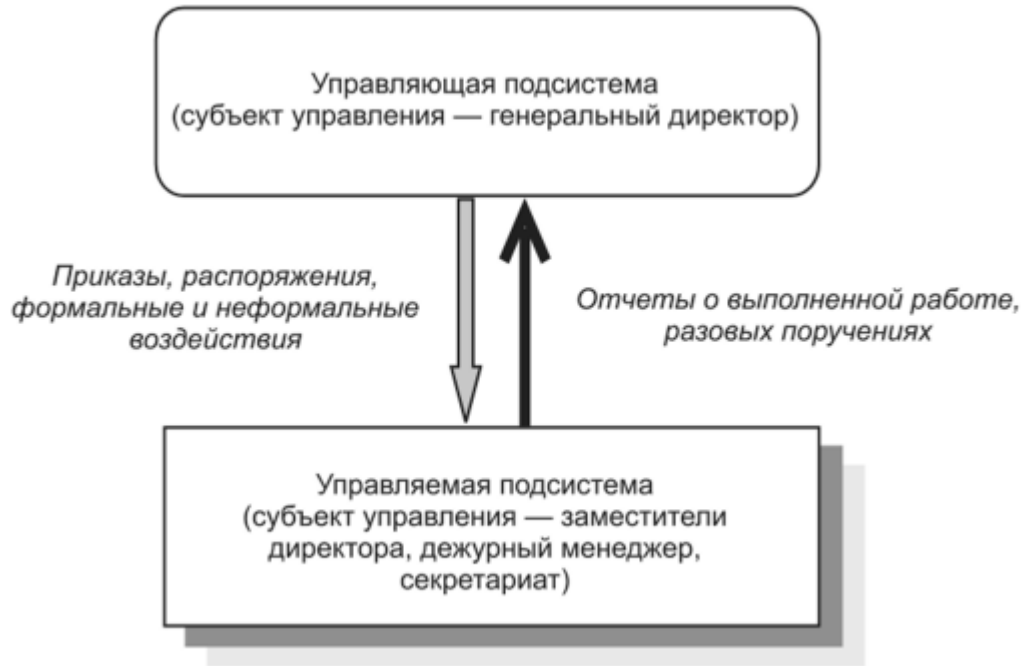 Управляющая подсистема
(субъект управления — генеральный директор)
Приказы, распоряжения,
формальные и неформальные
воздействия
Отчеты о выполненной работе,
разовых поручениях
Управляемая подсистема
(субъект управления — заместители
директора, дежурный менеджер,
секретариат)